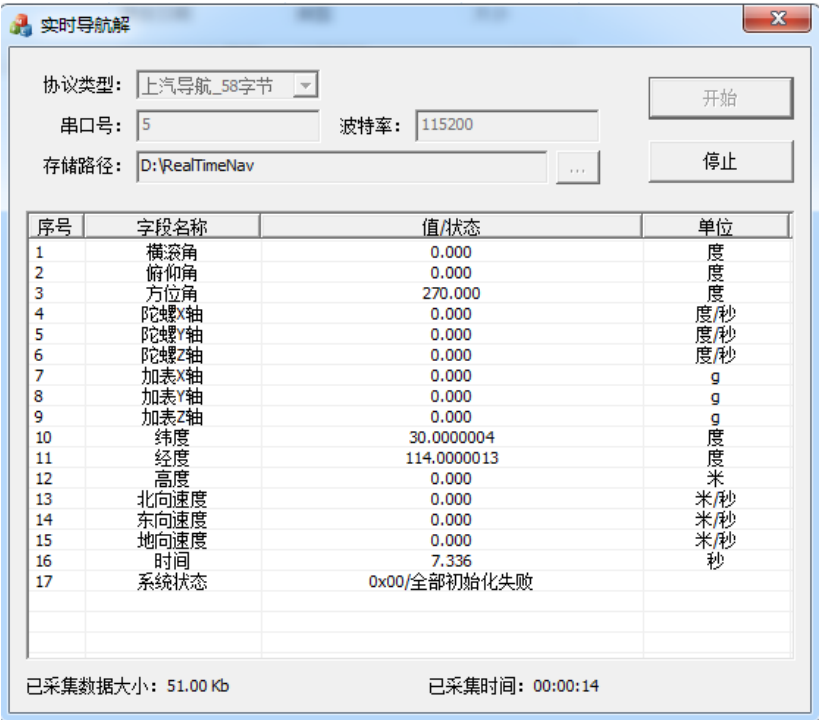 实时导航解
协议类型： 上汽导航_58字节
开始
串口号： 5 波特率： 115200
存储路径： D:\RealTimeNav ...
停止
序号 字段名称 值/状态 单位
1 横滚角 0.000 度
2 俯仰角 0.000 度
3 方位角 270.000 度
4 陀螺X轴 0.000 度/秒
5 陀螺Y轴 0.000 度/秒
6 陀螺Z轴 0.000 度/秒
7 加表X轴 0.000 g
8 加表Y轴 0.000 g
9 加表Z轴 0.000 g
10 纬度 30.0000004 度
11 经度 114.0000013 度
12 高度 0.000 米
13 北向速度 0.000 米/秒
14 东向速度 0.000 米/秒
15 地向速度 0.000 米/秒
16 时间 7.336 秒
17 系统状态 0x00/全部初始化失败
已采集数据大小： 51.00 Kb 已采集时间： 00:00:14